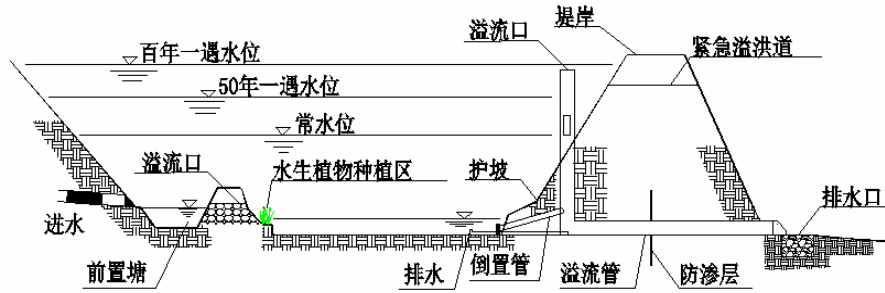 溢流口
堤岸
紧急溢洪道
百年一遇水位
50年一遇水位
常水位
溢流口
水生植物种植区
护坡
排水口
进水
前置塘
排水
倒置管
溢流管
防渗层